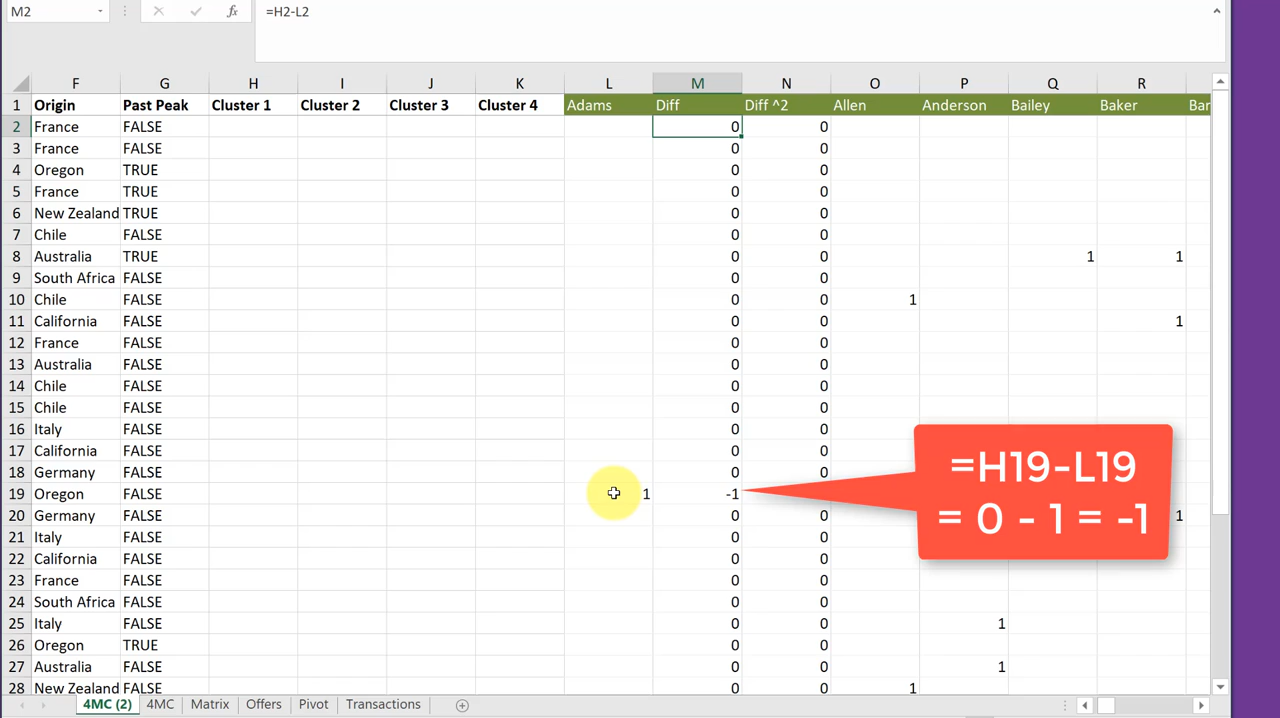 M2 fx =H2-L2
F G H I J K L M N O P Q R
1 Origin Past Peak Cluster 1 Cluster 2 Cluster 3 Cluster 4 Adams Diff Diff ^2 Allen Anderson Bailey Baker Bar
2 France FALSE 0 0
3 France FALSE 0 0
4 Oregon TRUE 0 0
5 France TRUE 0 0
6 New Zealand TRUE 0 0
7 Chile FALSE 0 0
8 Australia TRUE 0 0 1 1
9 South Africa FALSE 0 0
10 Chile FALSE 0 0 1
11 California FALSE 0 0 1
12 France FALSE 0 0
13 Australia FALSE 0 0
14 Chile FALSE 0 0
15 Chile FALSE 0 0
16 Italy FALSE 0 0
17 California FALSE 0 0
18 Germany FALSE 0 0
19 Oregon FALSE 1 -1
20 Germany FALSE 0 0 1
21 Italy FALSE 0 0
22 California FALSE 0 0
23 France FALSE 0 0
24 South Africa FALSE 0 0
25 Italy FALSE 0 0 1
26 Oregon TRUE 0 0
27 Australia FALSE 0 0 1
28 New Zealand FALSE 0 0 1
=H19-L19
= 0 - 1 = -1
4MC (2) 4MC Matrix Offers Pivot Transactions